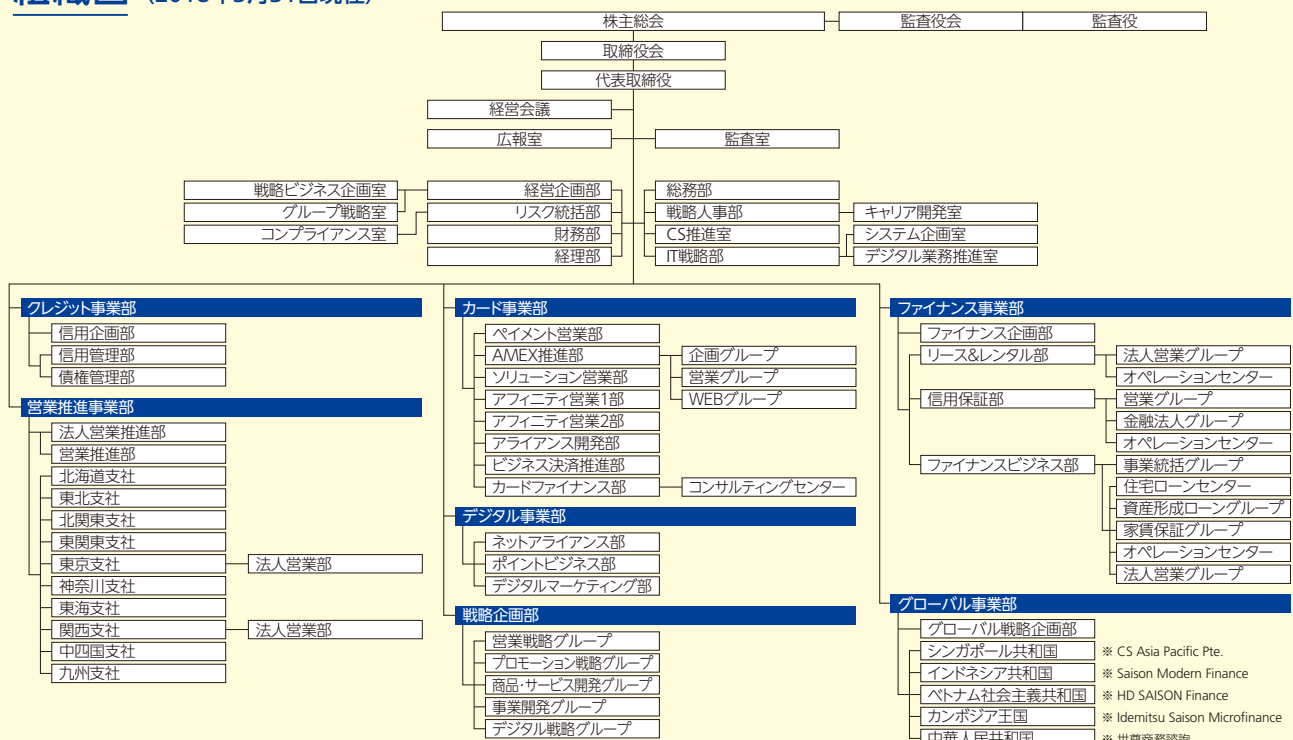 組織図 (2018年3月31日現在)
株主総会
監査役会
監査役
取締役会
代表取締役
経営会議
広報室
監査室
戦略ビジネス企画室
グループ戦略室
コンプライアンス室
経営企画部
リスク統括部
財務部
経理部
総務部
戦略人事部
CS推進室
IT戦略部
キャリア開発室
システム企画室
デジタル業務推進室
クレジット事業部
信用企画部
信用管理部
債権管理部
営業推進事業部
法人営業推進部
営業推進部
北海道支社
東北支社
北関東支社
東関東支社
東京支社
法人営業部
神奈川支社
東海支社
関西支社
法人営業部
中四国支社
九州支社
カード事業部
ペイメント営業部
AMEX推進部
企画グループ
営業グループ
WEBグループ
ソリューション営業部
アフィニティ営業1部
アフィニティ営業2部
アライアンス開発部
ビジネス決済推進部
カードファイナンス部
コンサルティングセンター
デジタル事業部
ネットアライアンス部
ポイントビジネス部
デジタルマーケティング部
戦略企画部
営業戦略グループ
プロモーション戦略グループ
商品・サービス開発グループ
事業開発グループ
デジタル戦略グループ
ファイナンス事業部
ファイナンス企画部
リース&レンタル部
法人営業グループ
オペレーションセンター
信用保証部
営業グループ
金融法人グループ
オペレーションセンター
ファイナンスビジネス部
事業統括グループ
住宅ローンセンター
資産形成ローングループ
家賃保証グループ
オペレーションセンター
法人営業グループ
グローバル事業部
グローバル戦略企画部
シンガポール共和国 ※ CS Asia Pacific Pte.
インドネシア共和国 ※ Saison Modern Finance
ベトナム社会主義共和国 ※ HD SAISON Finance
カンボジア王国 ※ Idemitsu Saison Microfinance
中華人民共和国 ※ 世尊商務諮詢